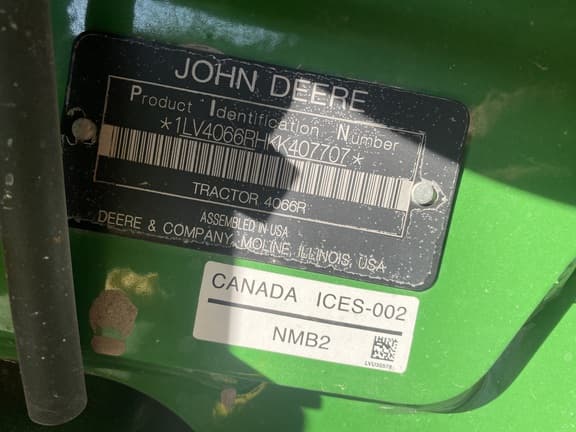 JOHN DEERE
Product Identification Number
*1LV4066RHKK407707*
TRACTOR 4066R
ASSEMBLED IN USA
DEERE & COMPANY, MOLINE, ILLINOIS, USA
CANADA ICES-002
NMB2